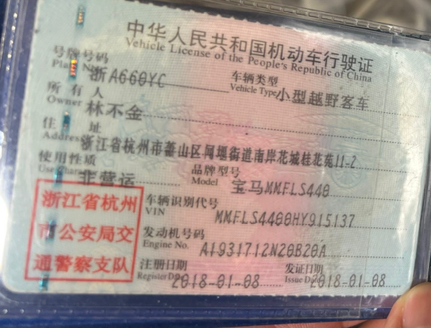 中华人民共和国机动车行驶证
Vehicle License of the People's Republic of China
号牌号码 浙A660YC 车辆类型 小型越野客车
Plate No. Vehicle Type
所有人 林不金
Owner
住址 浙江省杭州市萧山区闻堰街道南岸花城桂花苑11-2
Address
使用性质 非营运 品牌型号 宝马MMFLS440
Model
浙江省杭州
市公安局交
通警察支队
车辆识别代号 MMFLS4400HY915137
VIN
发动机号码 A1931712N20B20A
Engine No.
注册日期 2018-01-08 发证日期 2018-01-08
Register Date Issue Date